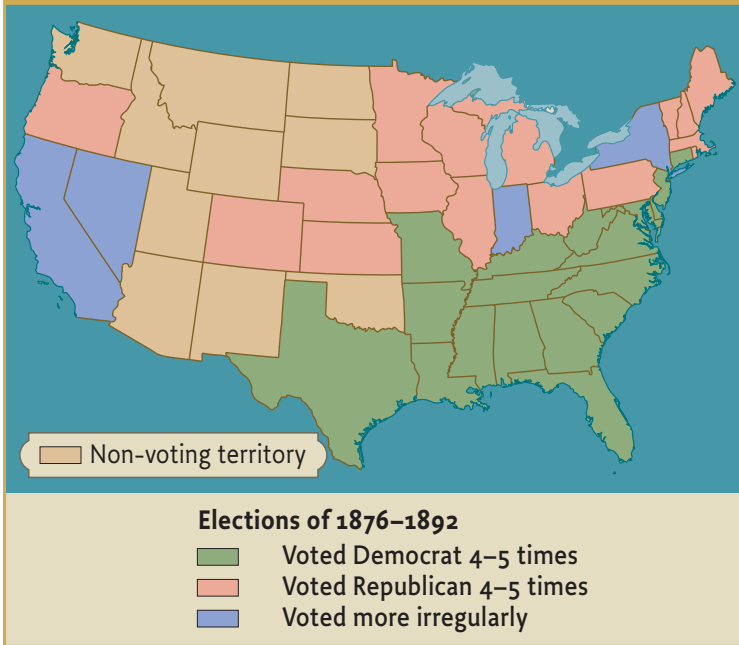 Non-voting territory
Elections of 1876–1892
Voted Democrat 4–5 times
Voted Republican 4–5 times
Voted more irregularly